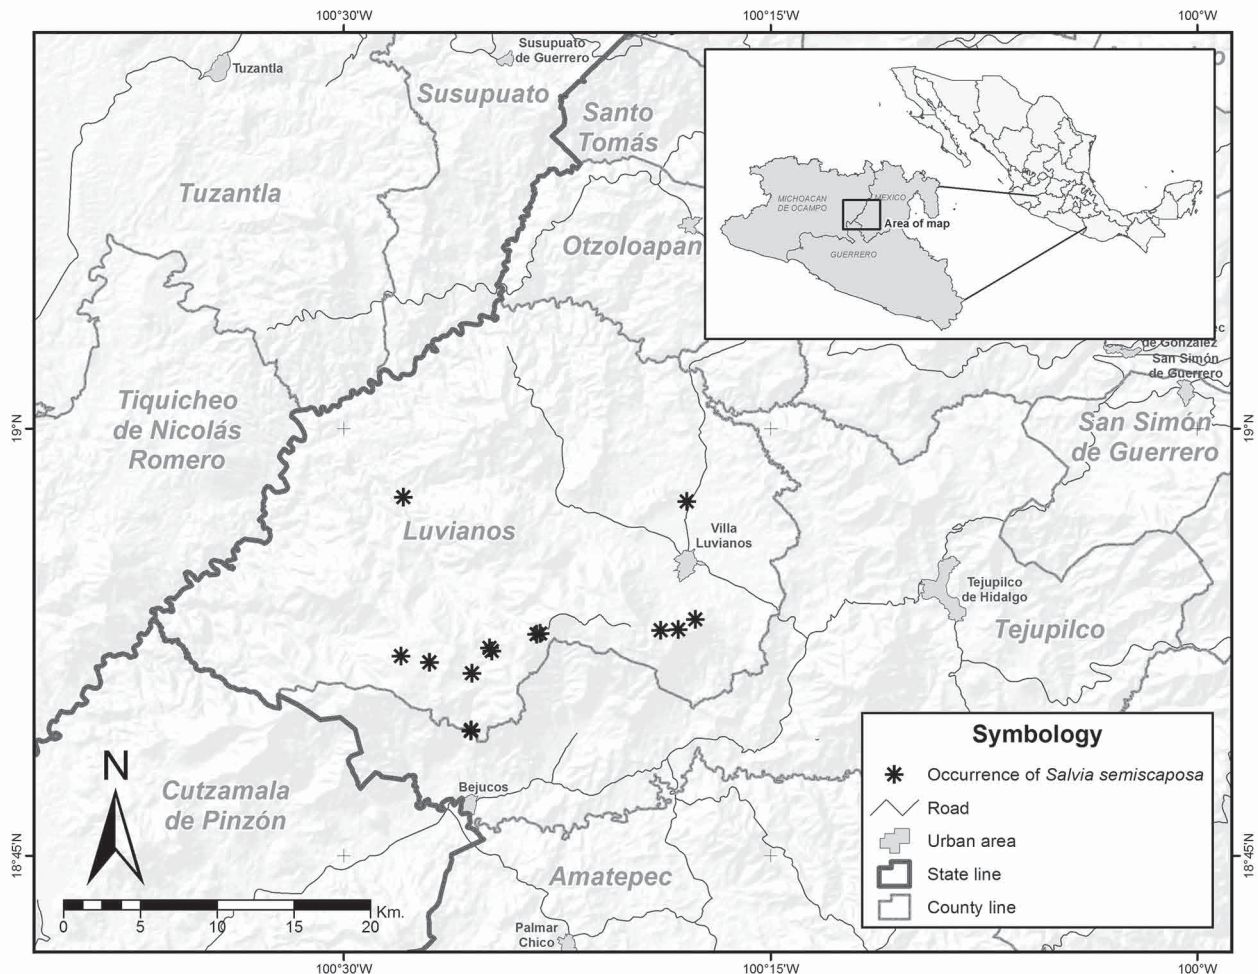 100°30'W
100°15'W
100°W
Susupuato
de Guerrero
Tuzantla
Susupuato
Santo
Tomás
Tuzantla
Otzoloapan
MICHOACAN
DE OCAMPO
MEXICO
Area of map
GUERRERO
de González
San Simón
de Guerrero
Tiquicheo
de Nicolás
Romero
San Simón
de Guerrero
19°N
19°N
Luvianos
Villa
Luvianos
Tejupilco
de Hidalgo
Tejupilco
Symbology
Occurrence of Salvia semiscaposa
Road
Urban area
State line
County line
N
Cutzamala
de Pinzón
Bejucos
18°45'N
18°45'N
Amatepec
Km.
0 5 10 15 20
Palmar
Chico
100°30'W
100°15'W
100°W